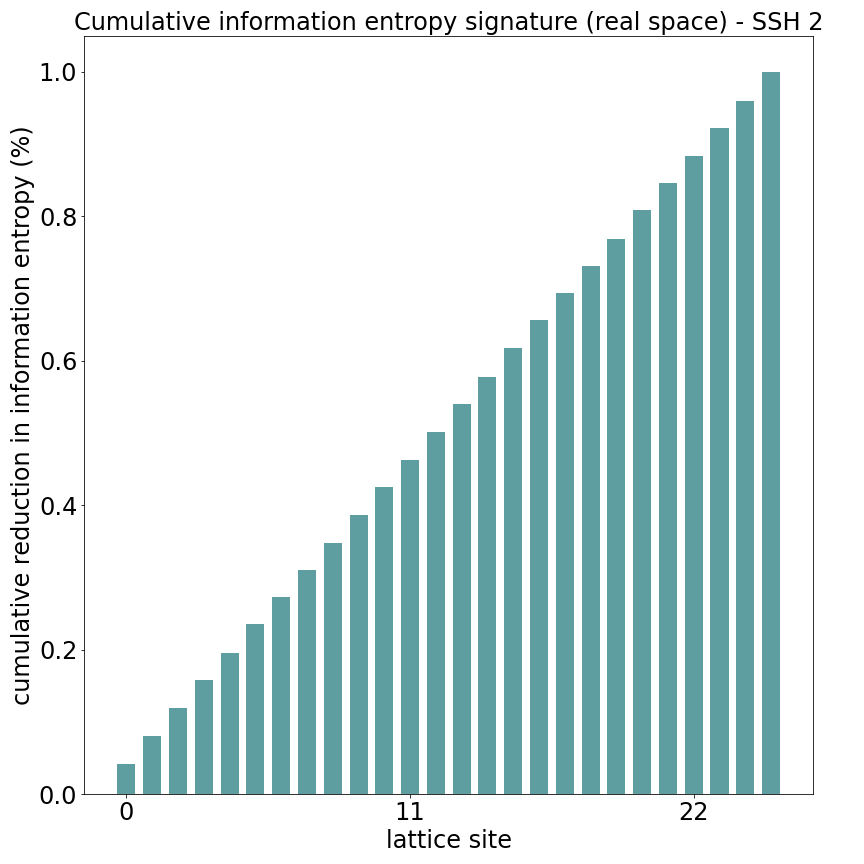 Cumulative information entropy signature (real space) - SSH 2
cumulative reduction in information entropy (%)
1.0
0.8
0.6
0.4
0.2
0.0
0 11 22
lattice site